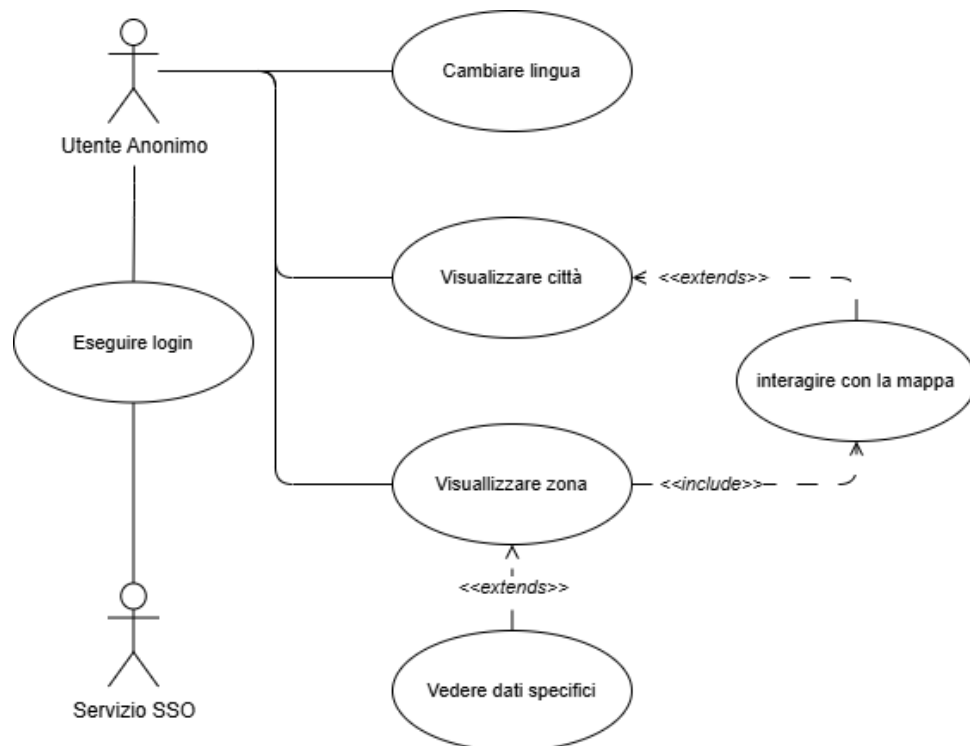 Cambiare lingua
Utente Anonimo
Visualizzare città
<<extends>>
Eseguire login
interagire con la mappa
Visuallizzare zona
<<include>>
<<extends>>
Vedere dati specifici
Servizio SSO